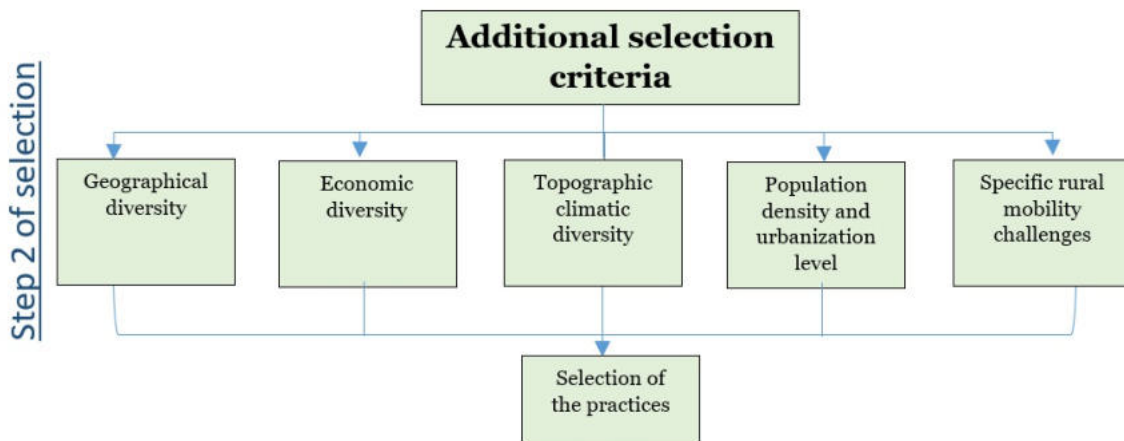 Step 2 of selection
Additional selection
criteria
Geographical
diversity
Economic
diversity
Topographic
climatic
diversity
Population
density and
urbanization
level
Specific rural
mobility
challenges
Selection of
the practices